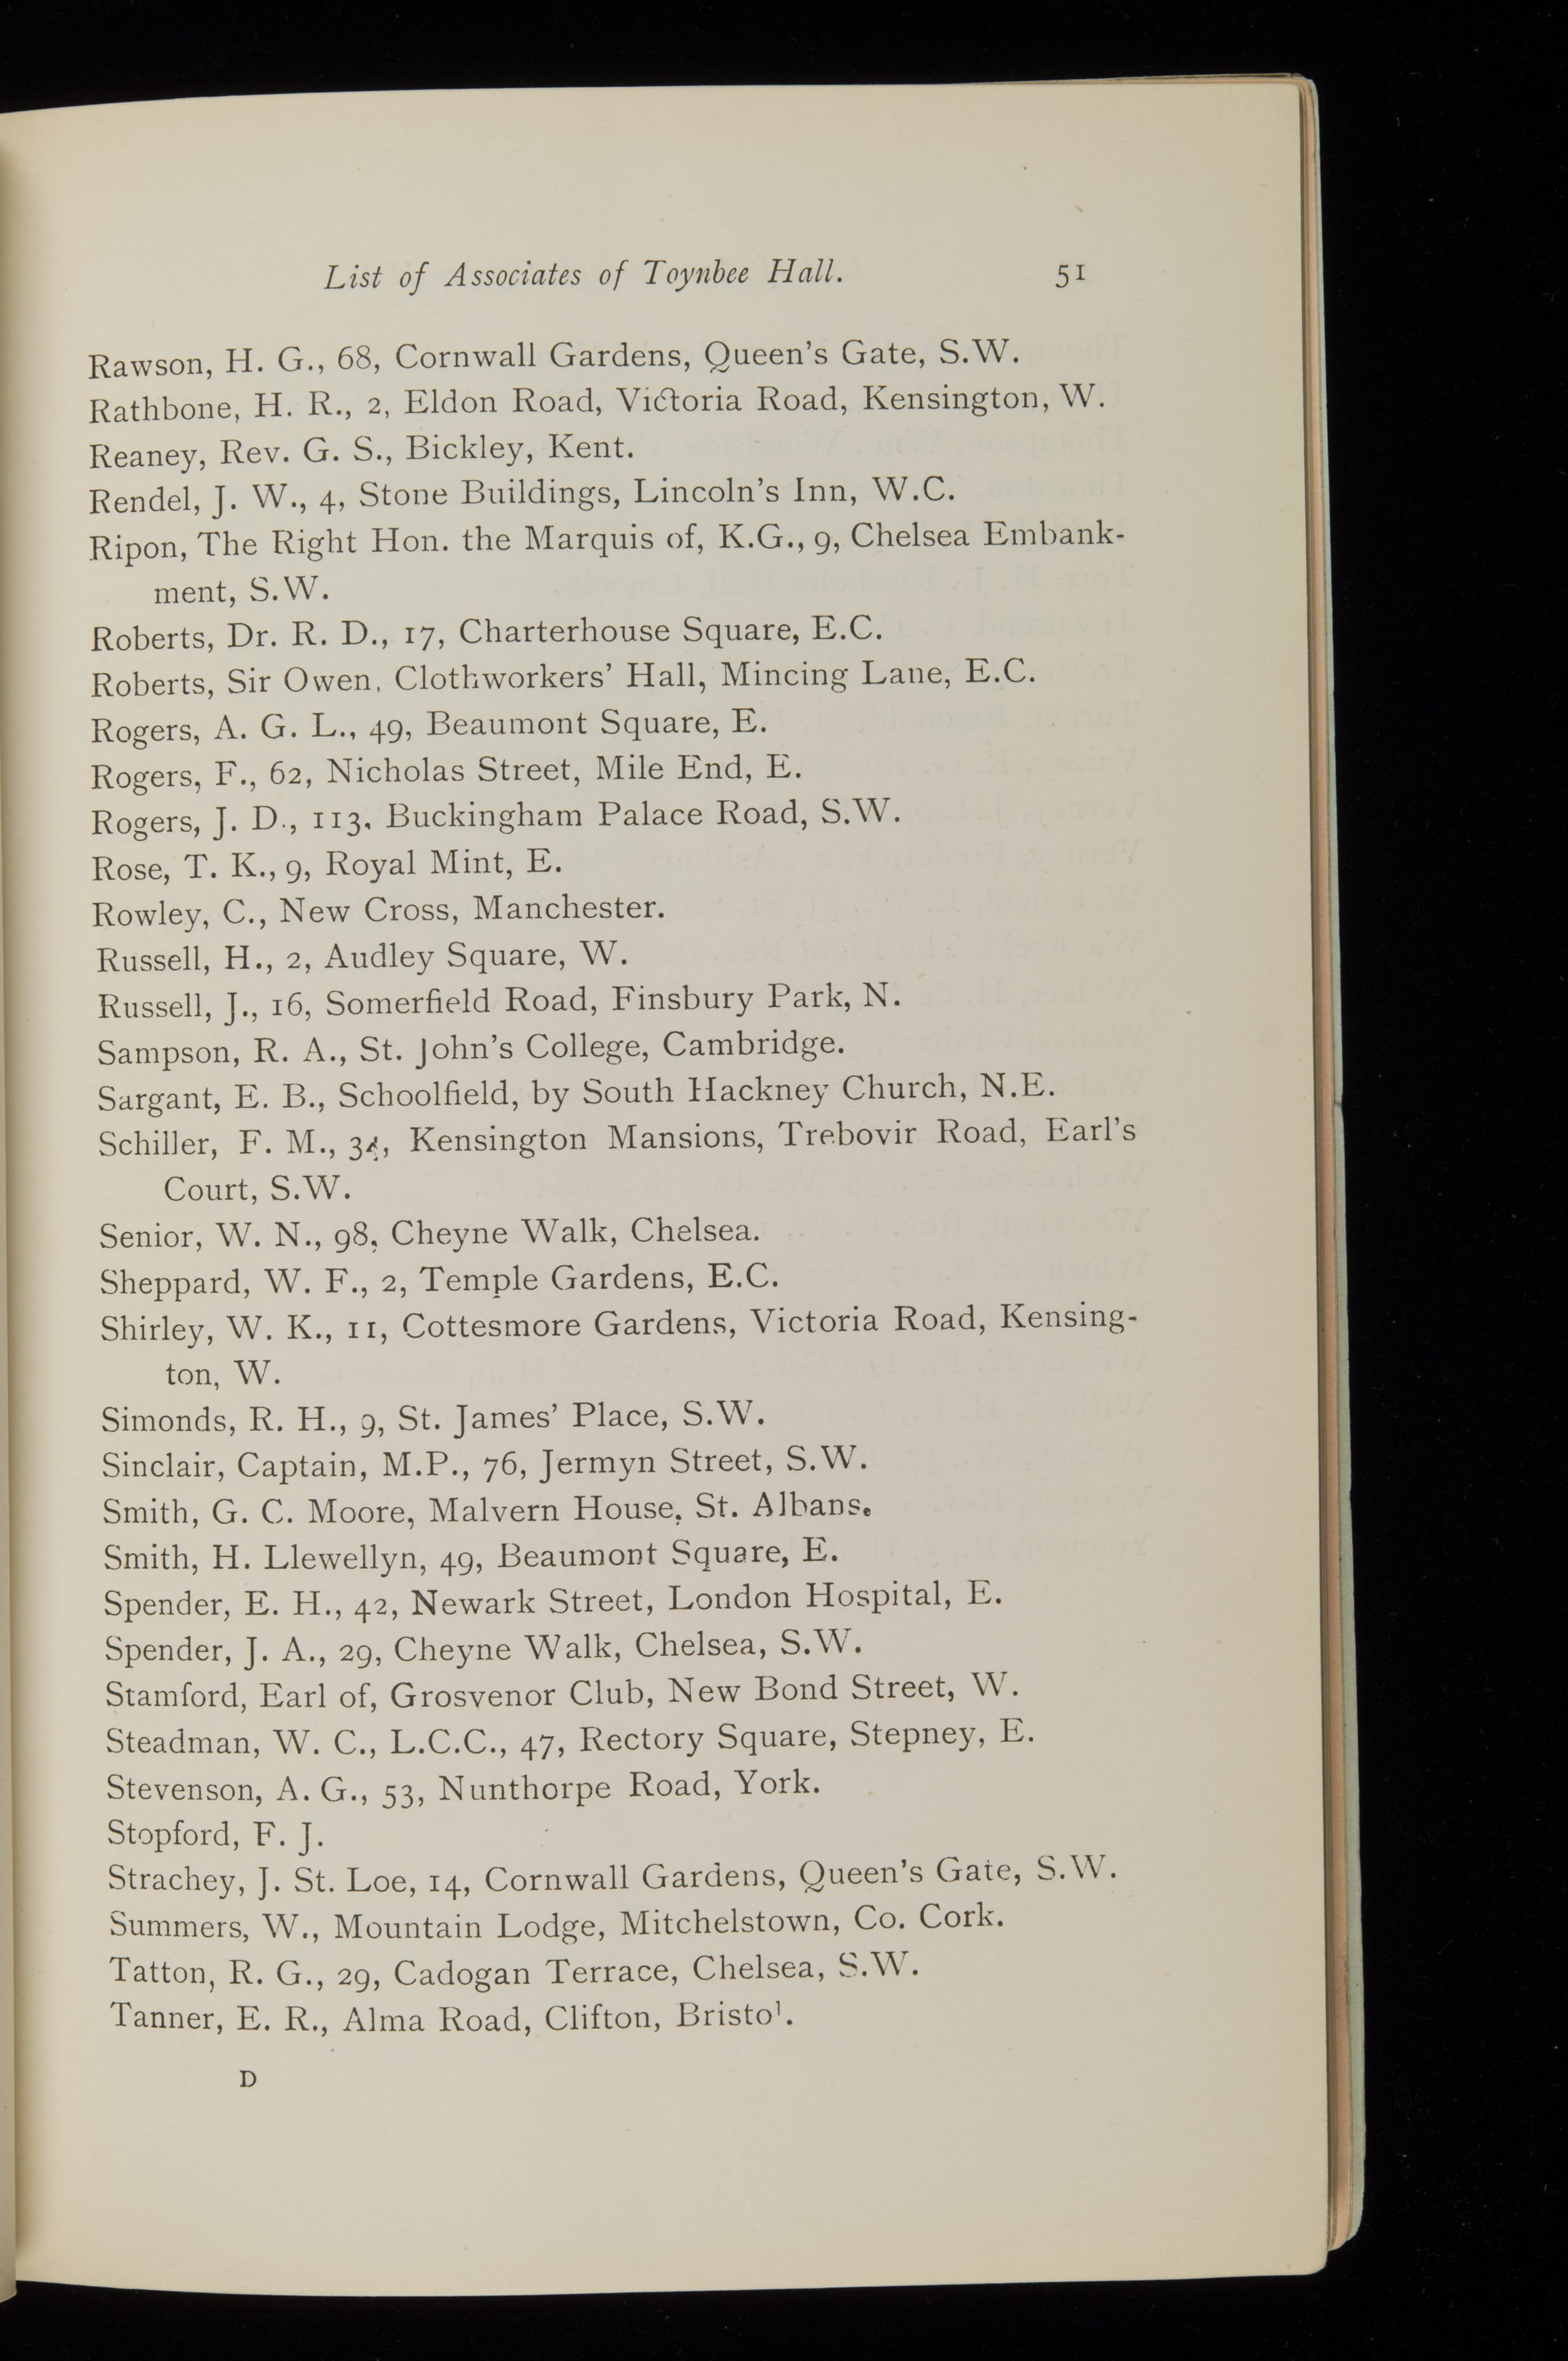 List of Associates of Toynbee Hall. 51
Rawson, H. G., 68, Cornwall Gardens, Queen's Gate, S.W.
Rathbone, H. R., 2, Eldon Road, Victoria Road, Kensington, W.
Reaney, Rev. G. S., Bickley, Kent.
Rendel, J. W., 4, Stone Buildings, Lincoln's Inn, W.C.
Ripon, The Right Hon. the Marquis of, K.G., 9, Chelsea Embank-
ment, S.W.
Roberts, Dr. R. D., 17, Charterhouse Square, E.C.
Roberts, Sir Owen, Clothworkers' Hall, Mincing Lane, E.C.
Rogers, A. G. L., 49, Beaumont Square, E.
Rogers, F., 62, Nicholas Street, Mile End, E.
Rogers, J. D., 113, Buckingham Palace Road, S.W.
Rose, T. K., 9, Royal Mint, E.
Rowley, C., New Cross, Manchester.
Russell, H., 2, Audley Square, W.
Russell, J., 16, Somerfield Road, Finsbury Park, N.
Sampson, R. A., St. John's College, Cambridge.
Sargant, E. B., Schoolfield, by South Hackney Church, N.E.
Schiller, F. M., 34, Kensington Mansions, Trebovir Road, Earl's
Court, S.W.
Senior, W. N., 98, Cheyne Walk, Chelsea.
Sheppard, W. F., 2, Temple Gardens, E.C.
Shirley, W. K., 11, Cottesmore Gardens, Victoria Road, Kensing-
ton, W.
Simonds, R. H., 9, St. James' Place, S.W.
Sinclair, Captain, M.P., 76, Jermyn Street, S.W.
Smith, G. C. Moore, Malvern House, St. Albans.
Smith, H. Llewellyn, 49, Beaumont Square, E.
Spender, E. H., 42, Newark Street, London Hospital, E.
Spender, J. A., 29, Cheyne Walk, Chelsea, S.W.
Stamford, Earl of, Grosvenor Club, New Bond Street, W.
Steadman, W. C., L.C.C., 47, Rectory Square, Stepney, E.
Stevenson, A. G., 53, Nunthorpe Road, York.
Stopford, F. J.
Strachey, J. St. Loe, 14, Cornwall Gardens, Queen's Gate, S.W.
Summers, W., Mountain Lodge, Mitchelstown, Co. Cork.
Tatton, R. G., 29, Cadogan Terrace, Chelsea, S.W.
Tanner, E. R., Alma Road, Clifton, Bristol.
D